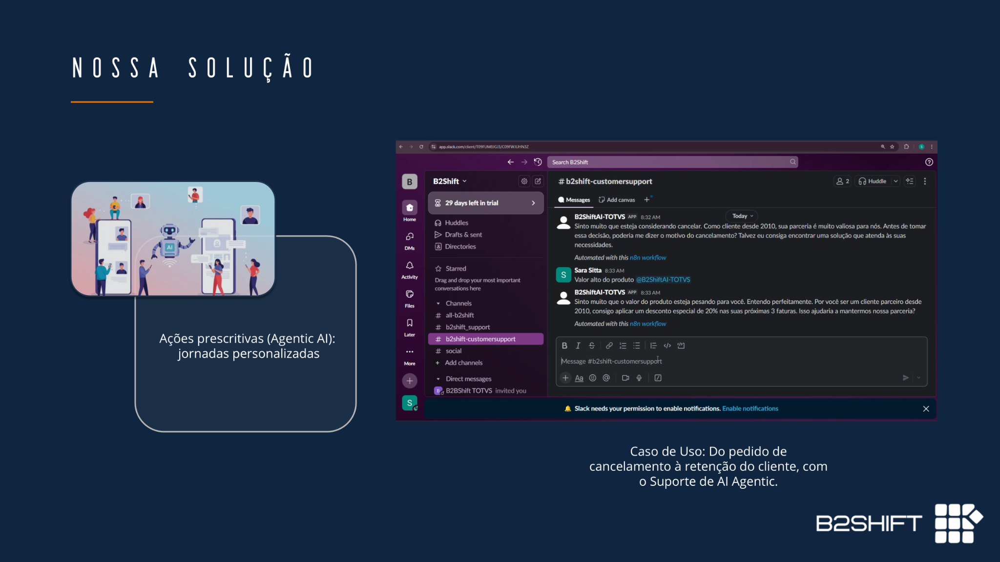 NOSSA SOLUÇÃO
AI
Ações prescritivas (Agentic AI):
jornadas personalizadas
app.slack.com/client/T09FUM8JGJ3/C09FWJUHN3Z
S
Search B2Shift
B
Home
DMs
Activity
Files
Later
More
S
B2Shift
29 days left in trial
Huddles
Drafts & sent
Directories
Starred
Drag and drop your most important
conversations here
Channels
# all-b2shift
# b2shift_support
# b2shift-customersupport
# social
+ Add channels
Direct messages
B B2BShift TOTVS invited you
# b2shift-customersupport
2
Huddle
Messages
Add canvas
+
Today
B2ShiftAI-TOTVS APP 8:32 AM
Sinto muito que esteja considerando cancelar. Como cliente desde 2010, sua parceria é muito valiosa para nós. Antes de tomar
essa decisão, poderia me dizer o motivo do cancelamento? Talvez eu consiga encontrar uma solução que atenda às suas
necessidades.
Automated with this n8n workflow
S
Sara Sitta 8:33 AM
Valor alto do produto @B2ShiftAI-TOTVS
B2ShiftAI-TOTVS APP 8:33 AM
Sinto muito que o valor do produto esteja pesando para você. Entendo perfeitamente. Por você ser um cliente parceiro desde
2010, consigo aplicar um desconto especial de 20% nas suas próximas 3 faturas. Isso ajudaria a mantermos nossa parceria?
Automated with this n8n workflow
B I S
Message #b2shift-customersupport
+ Aa @
Slack needs your permission to enable notifications. Enable notifications
Caso de Uso: Do pedido de
cancelamento à retenção do cliente, com
o Suporte de AI Agentic.
B2SHIFT